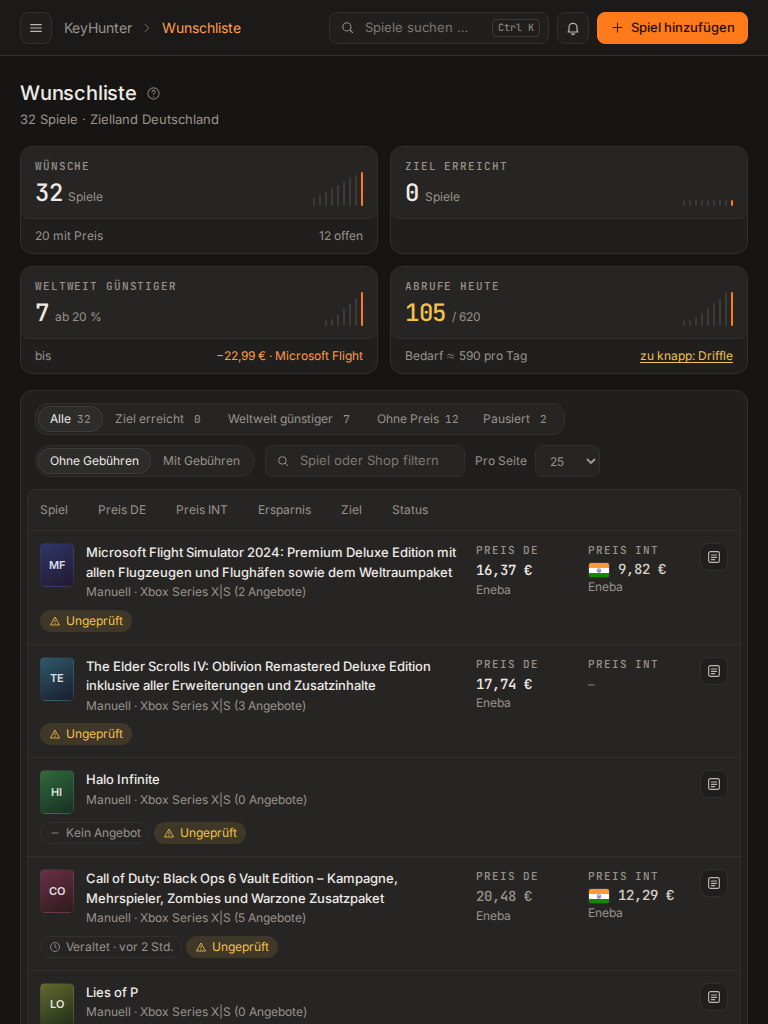 KeyHunter > Wunschliste
Spiele suchen ...
Ctrl K
+ Spiel hinzufügen
Wunschliste
32 Spiele · Zielland Deutschland
WÜNSCHE
32 Spiele
20 mit Preis
12 offen
ZIEL ERREICHT
0 Spiele
WELTWEIT GÜNSTIGER
7 ab 20 %
bis
−22,99 € · Microsoft Flight
ABRUFE HEUTE
105 / 620
Bedarf ≈ 590 pro Tag
zu knapp: Driffle
Alle 32
Ziel erreicht 0
Weltweit günstiger 7
Ohne Preis 12
Pausiert 2
Ohne Gebühren
Mit Gebühren
Spiel oder Shop filtern
Pro Seite
25
Spiel
Preis DE
Preis INT
Ersparnis
Ziel
Status
MF
Microsoft Flight Simulator 2024: Premium Deluxe Edition mit
allen Flugzeugen und Flughäfen sowie dem Weltraumpaket
Manuell · Xbox Series X|S (2 Angebote)
PREIS DE
16,37 €
Eneba
PREIS INT
9,82 €
Eneba
Ungeprüft
TE
The Elder Scrolls IV: Oblivion Remastered Deluxe Edition
inklusive aller Erweiterungen und Zusatzinhalte
Manuell · Xbox Series X|S (3 Angebote)
PREIS DE
17,74 €
Eneba
PREIS INT
–
Ungeprüft
HI
Halo Infinite
Manuell · Xbox Series X|S (0 Angebote)
– Kein Angebot
Ungeprüft
CO
Call of Duty: Black Ops 6 Vault Edition – Kampagne,
Mehrspieler, Zombies und Warzone Zusatzpaket
Manuell · Xbox Series X|S (5 Angebote)
PREIS DE
20,48 €
Eneba
PREIS INT
12,29 €
Eneba
Veraltet · vor 2 Std.
Ungeprüft
LO
Lies of P
Manuell · Xbox Series X|S (0 Angebote)